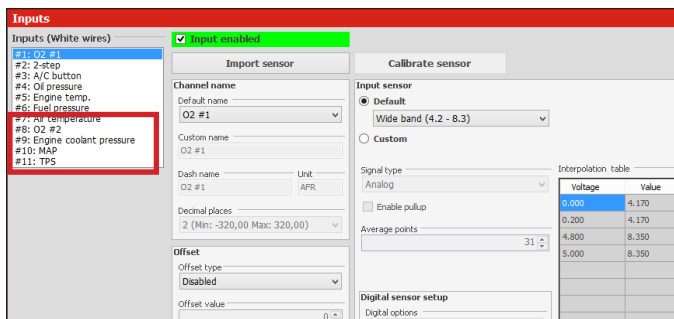 Inputs
Inputs (White wires)
#1: O2 #1
#2: 2-step
#3: A/C button
#4: Oil pressure
#5: Engine temp.
#6: Fuel pressure
#7: Air temperature
#8: O2 #2
#9: Engine coolant pressure
#10: MAP
#11: TPS
Input enabled
Import sensor
Calibrate sensor
Channel name
Default name
O2 #1
Custom name
O2 #1
Dash name
Unit
O2 #1
AFR
Decimal places
2 (Min: -320,00 Max: 320,00)
Offset
Offset type
Disabled
Offset value
0
Input sensor
Default
Wide band (4.2 - 8.3)
Custom
Signal type
Analog
Enable pullup
Average points
31
Digital sensor setup
Digital options
Interpolation table
Voltage Value
0.000 4.170
0.200 4.170
4.800 8.350
5.000 8.350